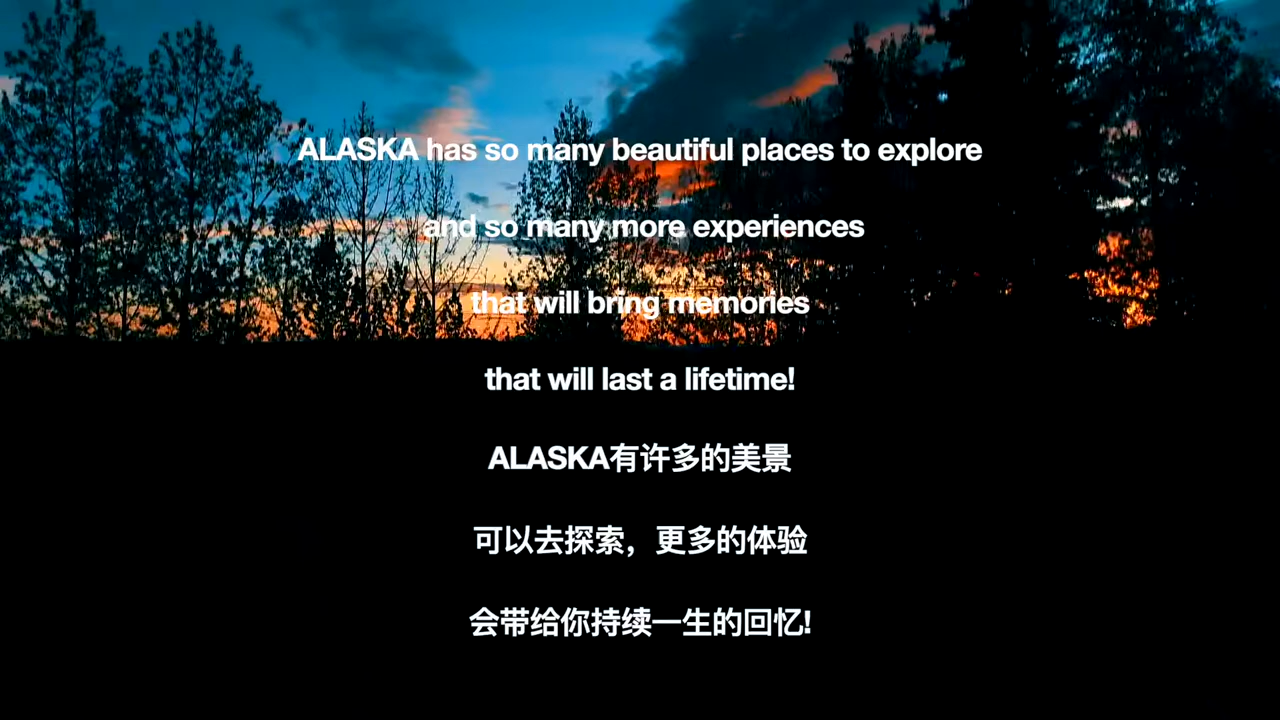 ALASKA has so many beautiful places to explore
and so many more experiences
that will bring memories
that will last a lifetime!
ALASKA有许多的美景
可以去探索，更多的体验
会带给你持续一生的回忆!